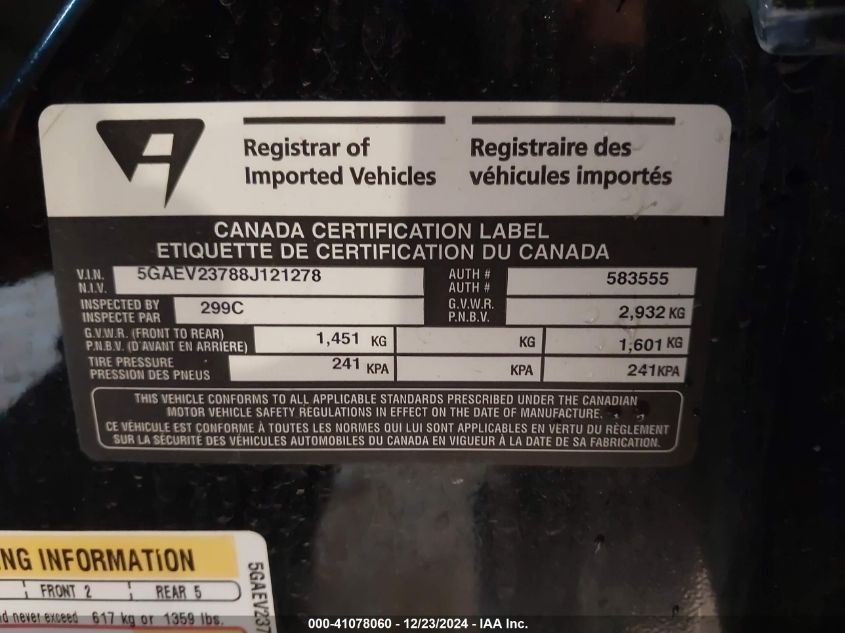 Registrar of
Imported Vehicles
Registraire des
véhicules importés
CANADA CERTIFICATION LABEL
ETIQUETTE DE CERTIFICATION DU CANADA
V.I.N.
N.I.V.
5GAEV23788J121278
AUTH #
AUTH #
583555
INSPECTED BY
INSPECTE PAR
299C
G.V.W.R.
P.N.B.V.
2,932 KG
G.V.W.R. (FRONT TO REAR)
P.N.B.V. (D'AVANT EN ARRIERE)
1,451 KG
KG
1,601 KG
TIRE PRESSURE
PRESSION DES PNEUS
241 KPA
KPA
241 KPA
THIS VEHICLE CONFORMS TO ALL APPLICABLE STANDARDS PRESCRIBED UNDER THE CANADIAN
MOTOR VEHICLE SAFETY REGULATIONS IN EFFECT ON THE DATE OF MANUFACTURE.
CE VÉHICULE EST CONFORME À TOUTES LES NORMES QUI LUI SONT APPLICABLES EN VERTU DU RÈGLEMENT
SUR LA SÉCURITÉ DES VÉHICULES AUTOMOBILES DU CANADA EN VIGUEUR À LA DATE DE SA FABRICATION.
NG INFORMATION
FRONT 2 REAR 5
d never exceed 617 kg or 1359 lbs.
5GAEV237
000-41078060 - 12/23/2024 - IAA Inc.